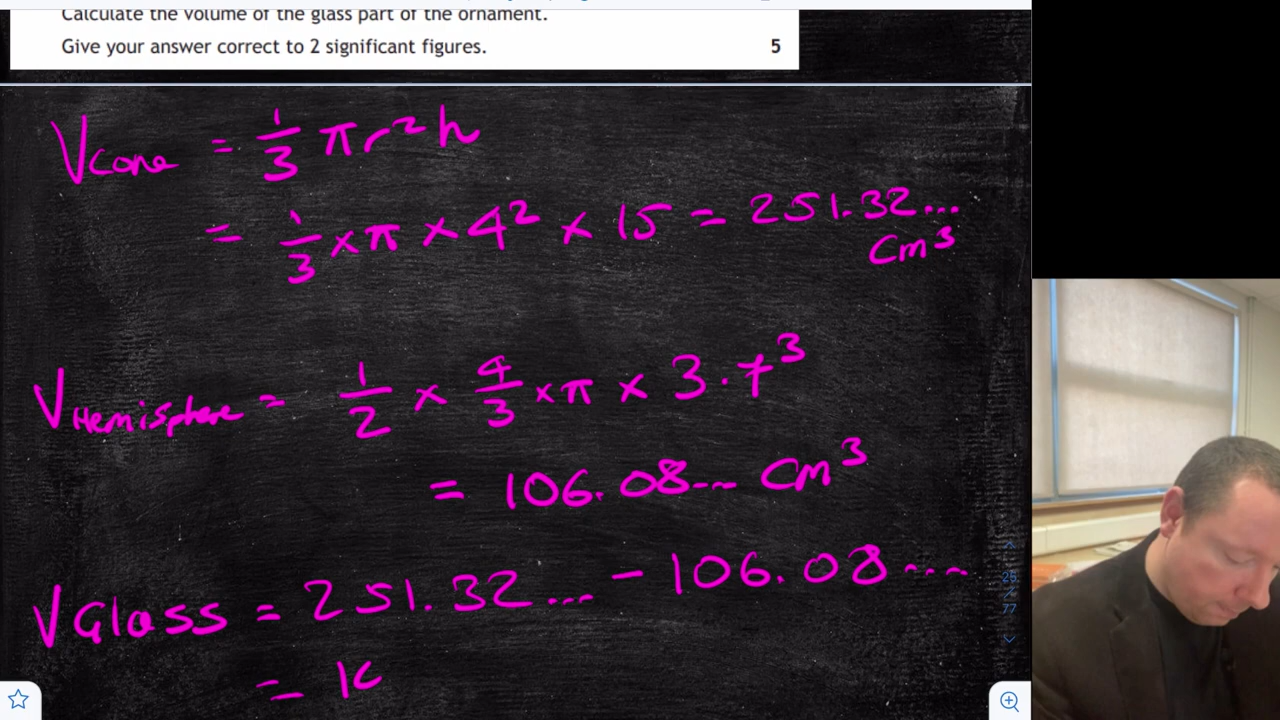 Calculate the volume of the glass part of the ornament.
Give your answer correct to 2 significant figures. 5
Vcone = 1/3 πr²h
= 1/3 × π × 4² × 15 = 251.32...
cm³
VHemisphere = 1/2 × 4/3 × π × 3.7³
= 106.08... cm³
VGlass = 251.32... - 106.08....
= 1
25
77